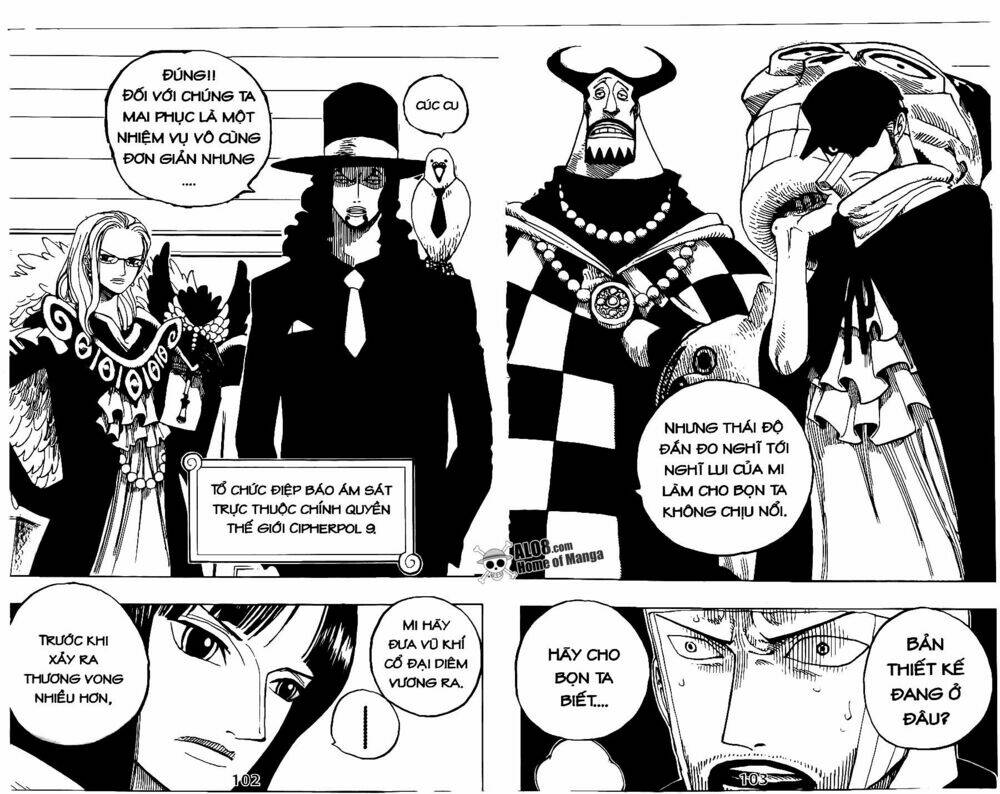 ĐÚNG!!
ĐỐI VỚI CHÚNG TA
MAI PHỤC LÀ MỘT
NHIỆM VỤ VÔ CÙNG
ĐƠN GIẢN NHƯNG
....
CÚC CU
NHƯNG THÁI ĐỘ
ĐẮN ĐO NGHĨ TỚI
NGHĨ LUI CỦA MI
LÀM CHO BỌN TA
KHÔNG CHỊU NỔI.
TỔ CHỨC ĐIỆP BÁO ÁM SÁT
TRỰC THUỘC CHÍNH QUYỀN
THẾ GIỚI CIPHERPOL 9.
ALO8.com
Home of Manga
TRƯỚC KHI
XẢY RA
THƯƠNG VONG
NHIỀU HƠN,
MI HÃY
ĐƯA VŨ KHÍ
CỔ ĐẠI DIÊM
VƯƠNG RA.
HÃY CHO
BỌN TA
BIẾT....
BẢN
THIẾT KẾ
ĐANG Ở
ĐÂU?
102
103